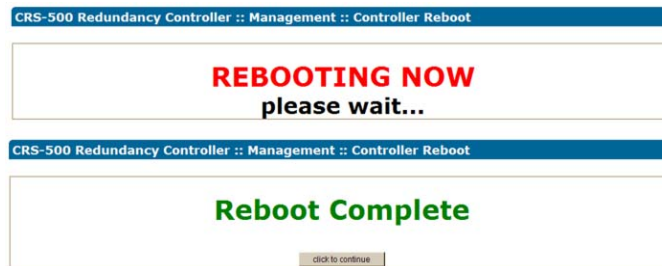 CRS-500 Redundancy Controller :: Management :: Controller Reboot
REBOOTING NOW
please wait...
CRS-500 Redundancy Controller :: Management :: Controller Reboot
Reboot Complete
click to continue